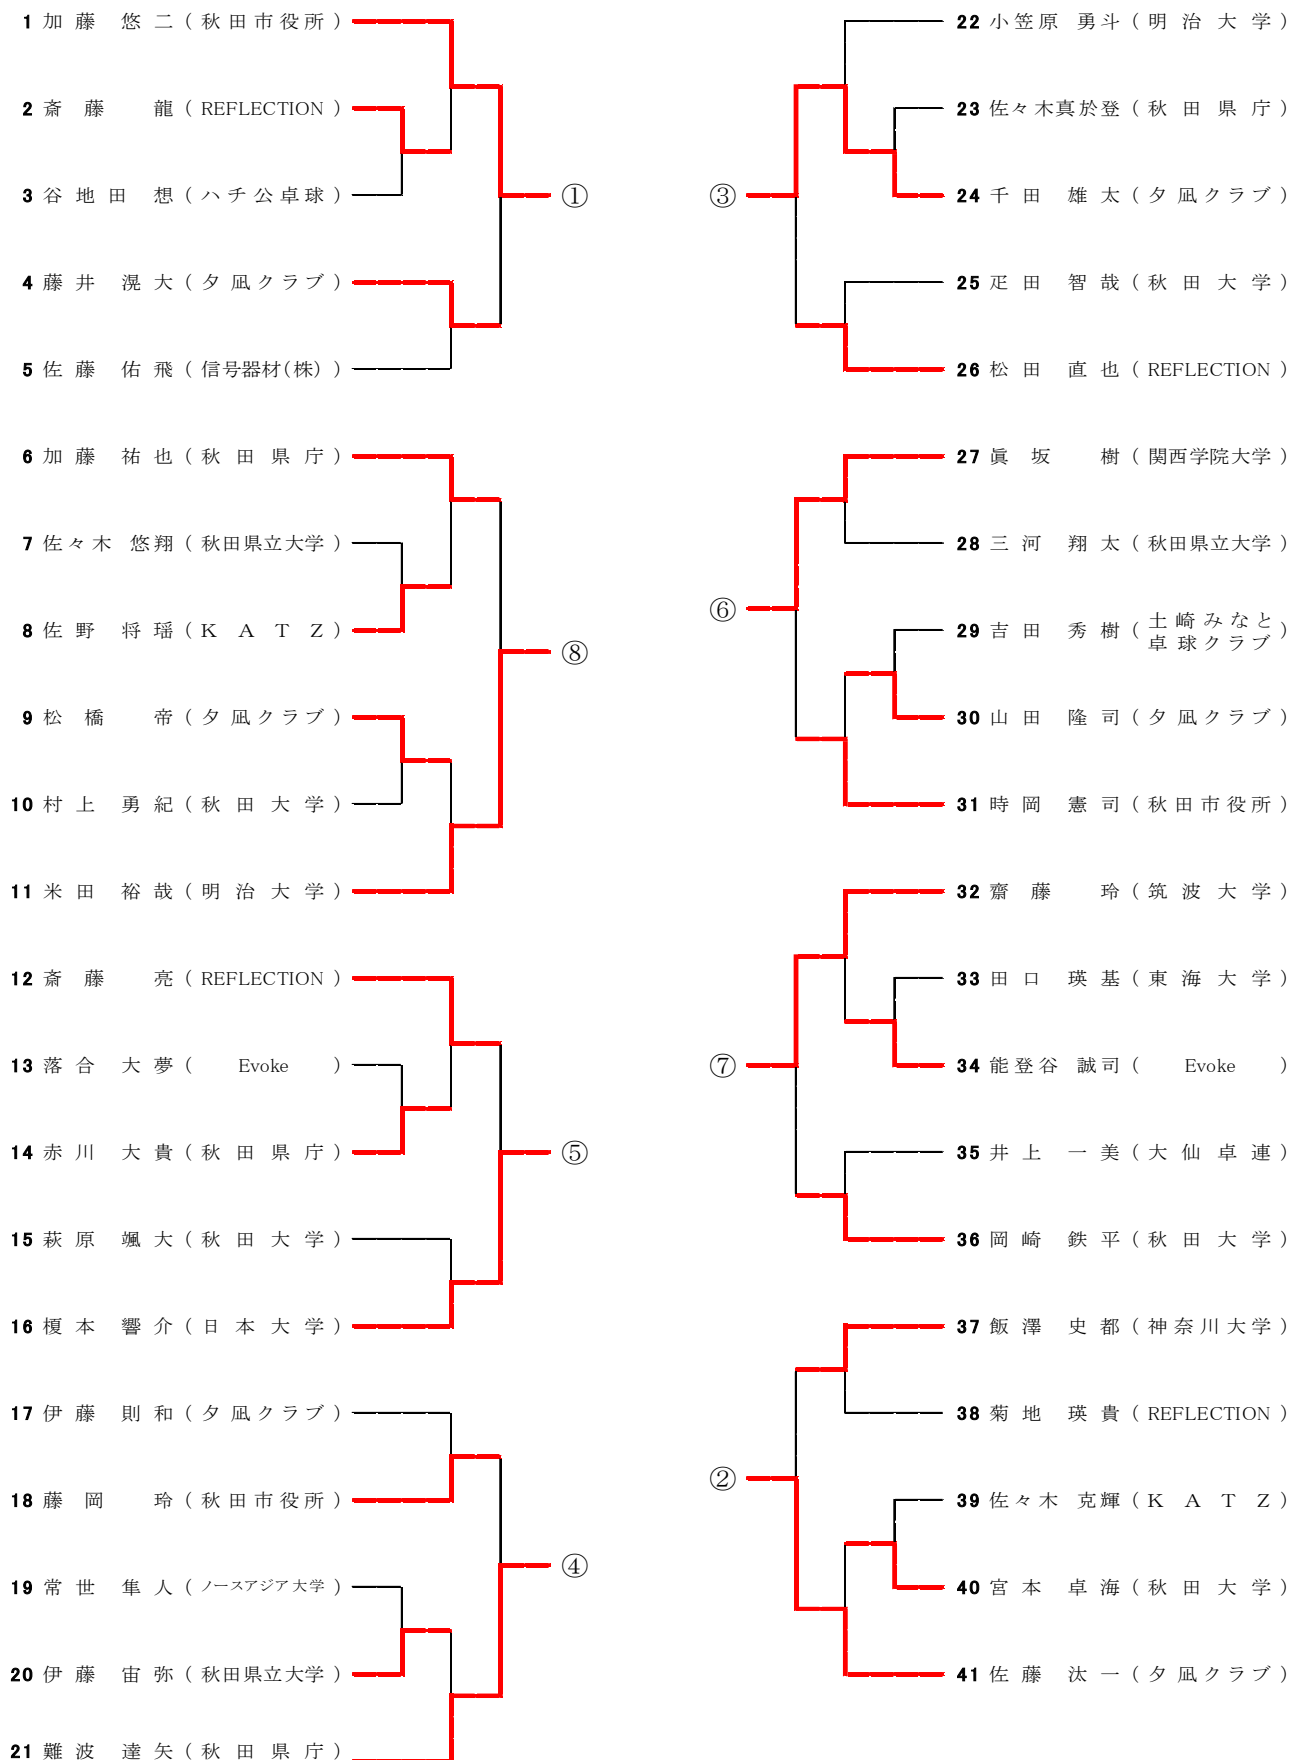 1 加藤 悠二 (秋田市役所)
2 斎藤 龍 (REFLECTION)
3 谷地田 想 (ハチ公卓球)
①
4 藤井 滉大 (夕凪クラブ)
5 佐藤 佑飛 (信号器材(株))
6 加藤 祐也 (秋田県庁)
7 佐々木 悠翔 (秋田県立大学)
8 佐野 将瑶 (KATZ)
⑧
9 松橋 帝 (夕凪クラブ)
10 村上 勇紀 (秋田大学)
11 米田 裕哉 (明治大学)
12 斎藤 亮 (REFLECTION)
13 落合 大夢 (Evoke)
14 赤川 大貴 (秋田県庁)
⑤
15 萩原 颯大 (秋田大学)
16 榎本 響介 (日本大学)
17 伊藤 則和 (夕凪クラブ)
18 藤岡 玲 (秋田市役所)
④
19 常世 隼人 (ノースアジア大学)
20 伊藤 宙弥 (秋田県立大学)
21 難波 達矢 (秋田県庁)
22 小笠原 勇斗 (明治大学)
23 佐々木真於登 (秋田県庁)
③
24 千田 雄太 (夕凪クラブ)
25 疋田 智哉 (秋田大学)
26 松田 直也 (REFLECTION)
27 眞坂 樹 (関西学院大学)
28 三河 翔太 (秋田県立大学)
⑥
29 吉田 秀樹 (土崎みなと
卓球クラブ)
30 山田 隆司 (夕凪クラブ)
31 時岡 憲司 (秋田市役所)
32 齋藤 玲 (筑波大学)
33 田口 瑛基 (東海大学)
⑦
34 能登谷 誠司 (Evoke)
35 井上 一美 (大仙卓連)
36 岡崎 鉄平 (秋田大学)
37 飯澤 史都 (神奈川大学)
38 菊地 瑛貴 (REFLECTION)
②
39 佐々木 克輝 (KATZ)
40 宮本 卓海 (秋田大学)
41 佐藤 汰一 (夕凪クラブ)